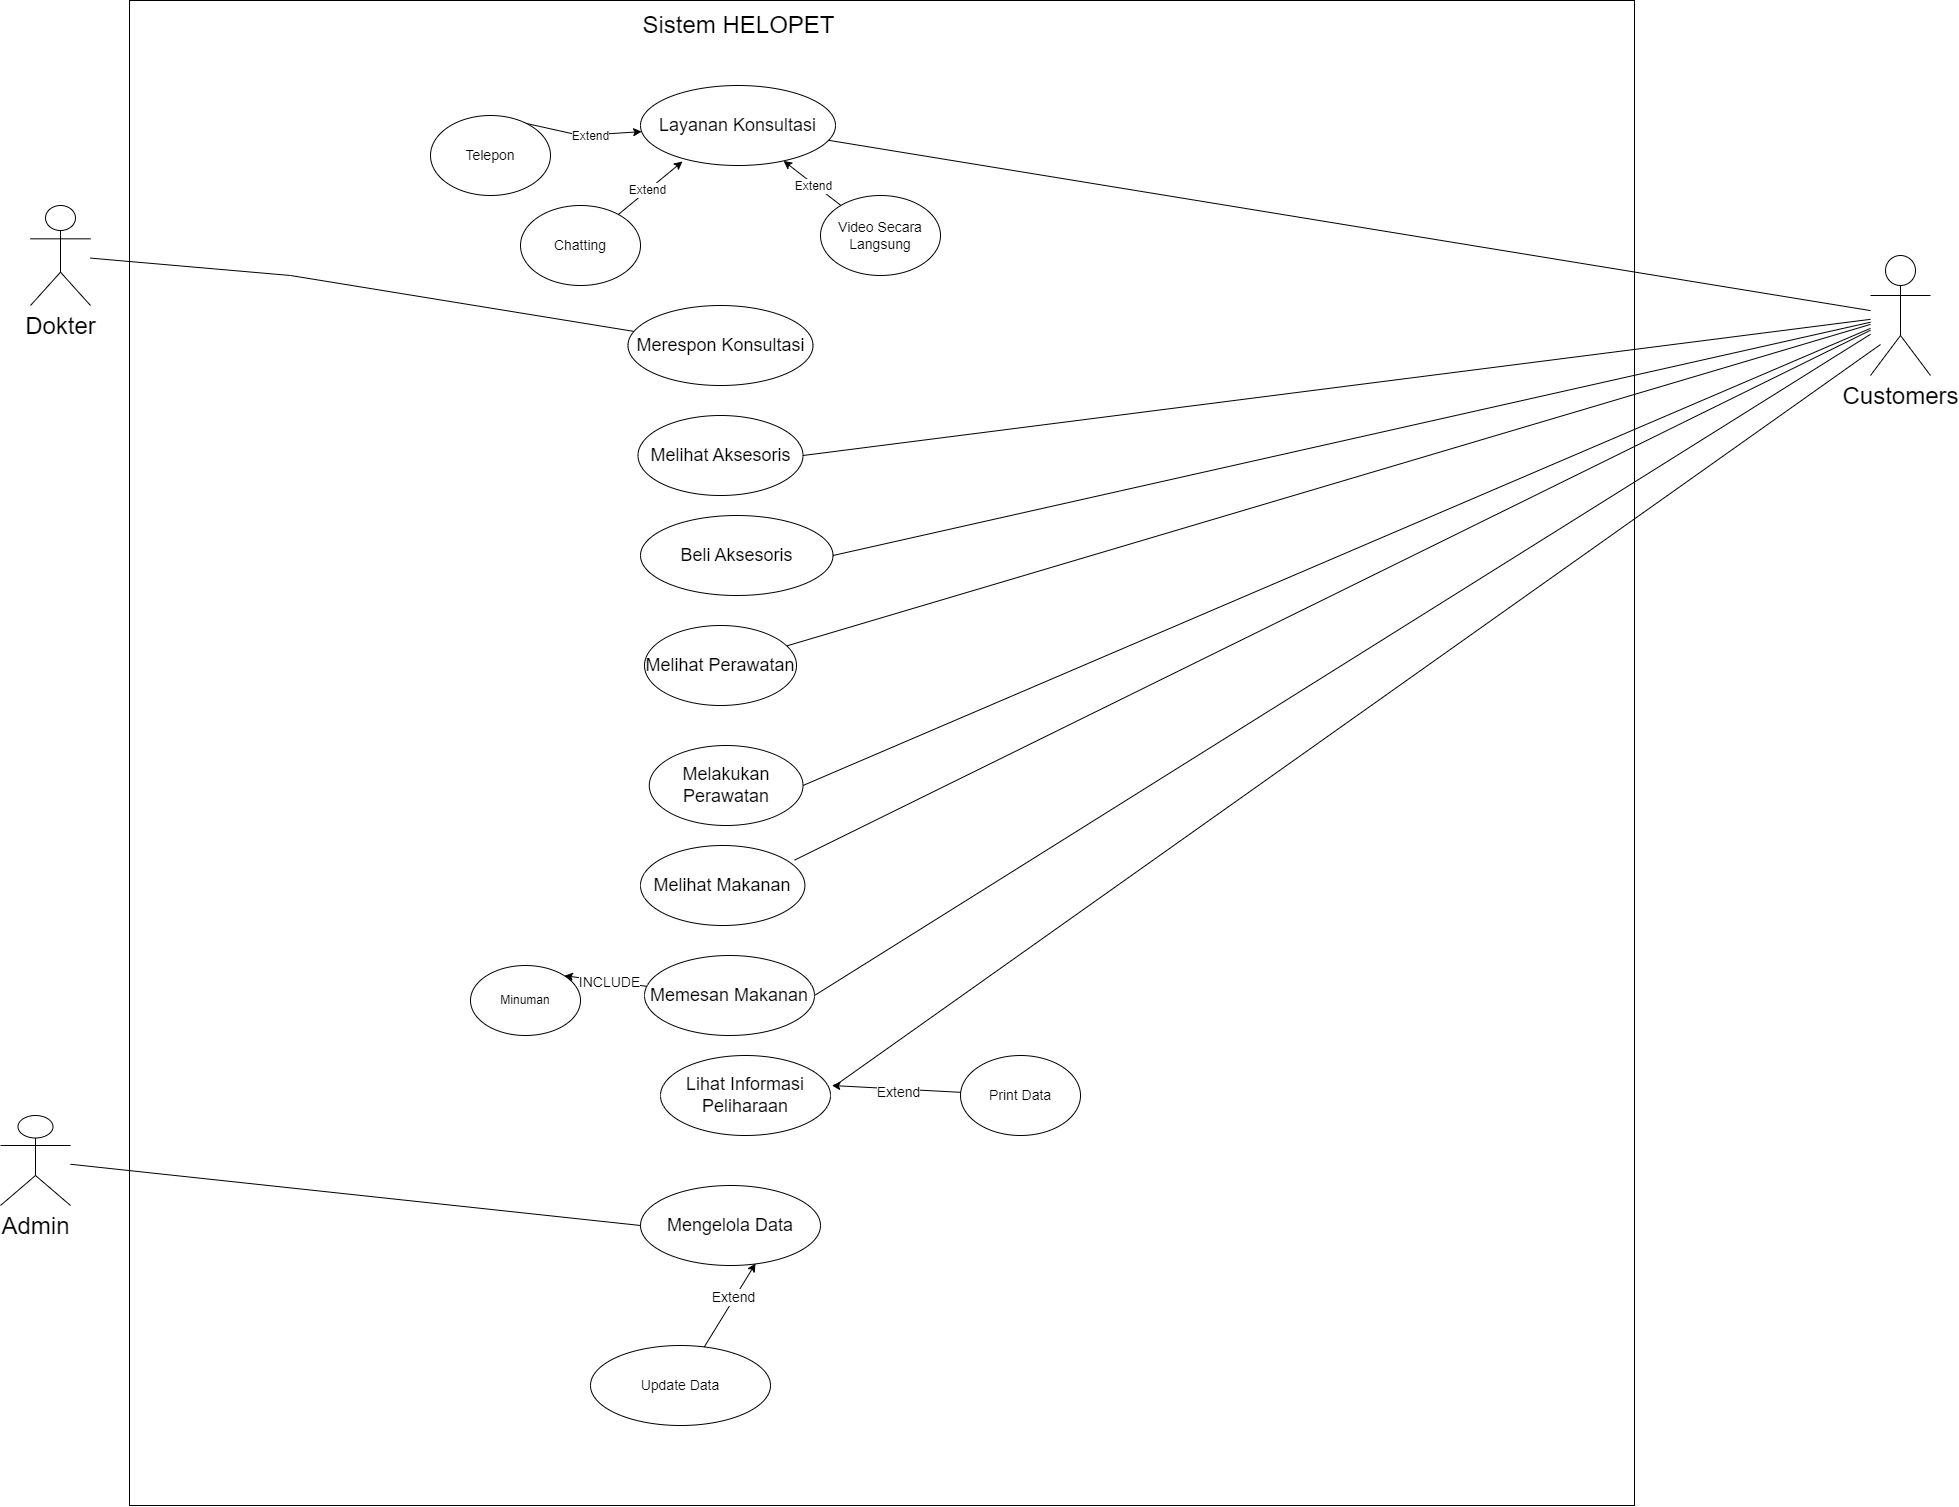 Sistem HELOPET
Layanan Konsultasi
Extend
Telepon
Extend
Extend
Chatting
Video Secara
Langsung
Dokter
Merespon Konsultasi
Customers
Melihat Aksesoris
Beli Aksesoris
Melihat Perawatan
Melakukan
Perawatan
Melihat Makanan
INCLUDE
Minuman
Memesan Makanan
Lihat Informasi
Peliharaan
Extend
Print Data
Admin
Mengelola Data
Extend
Update Data